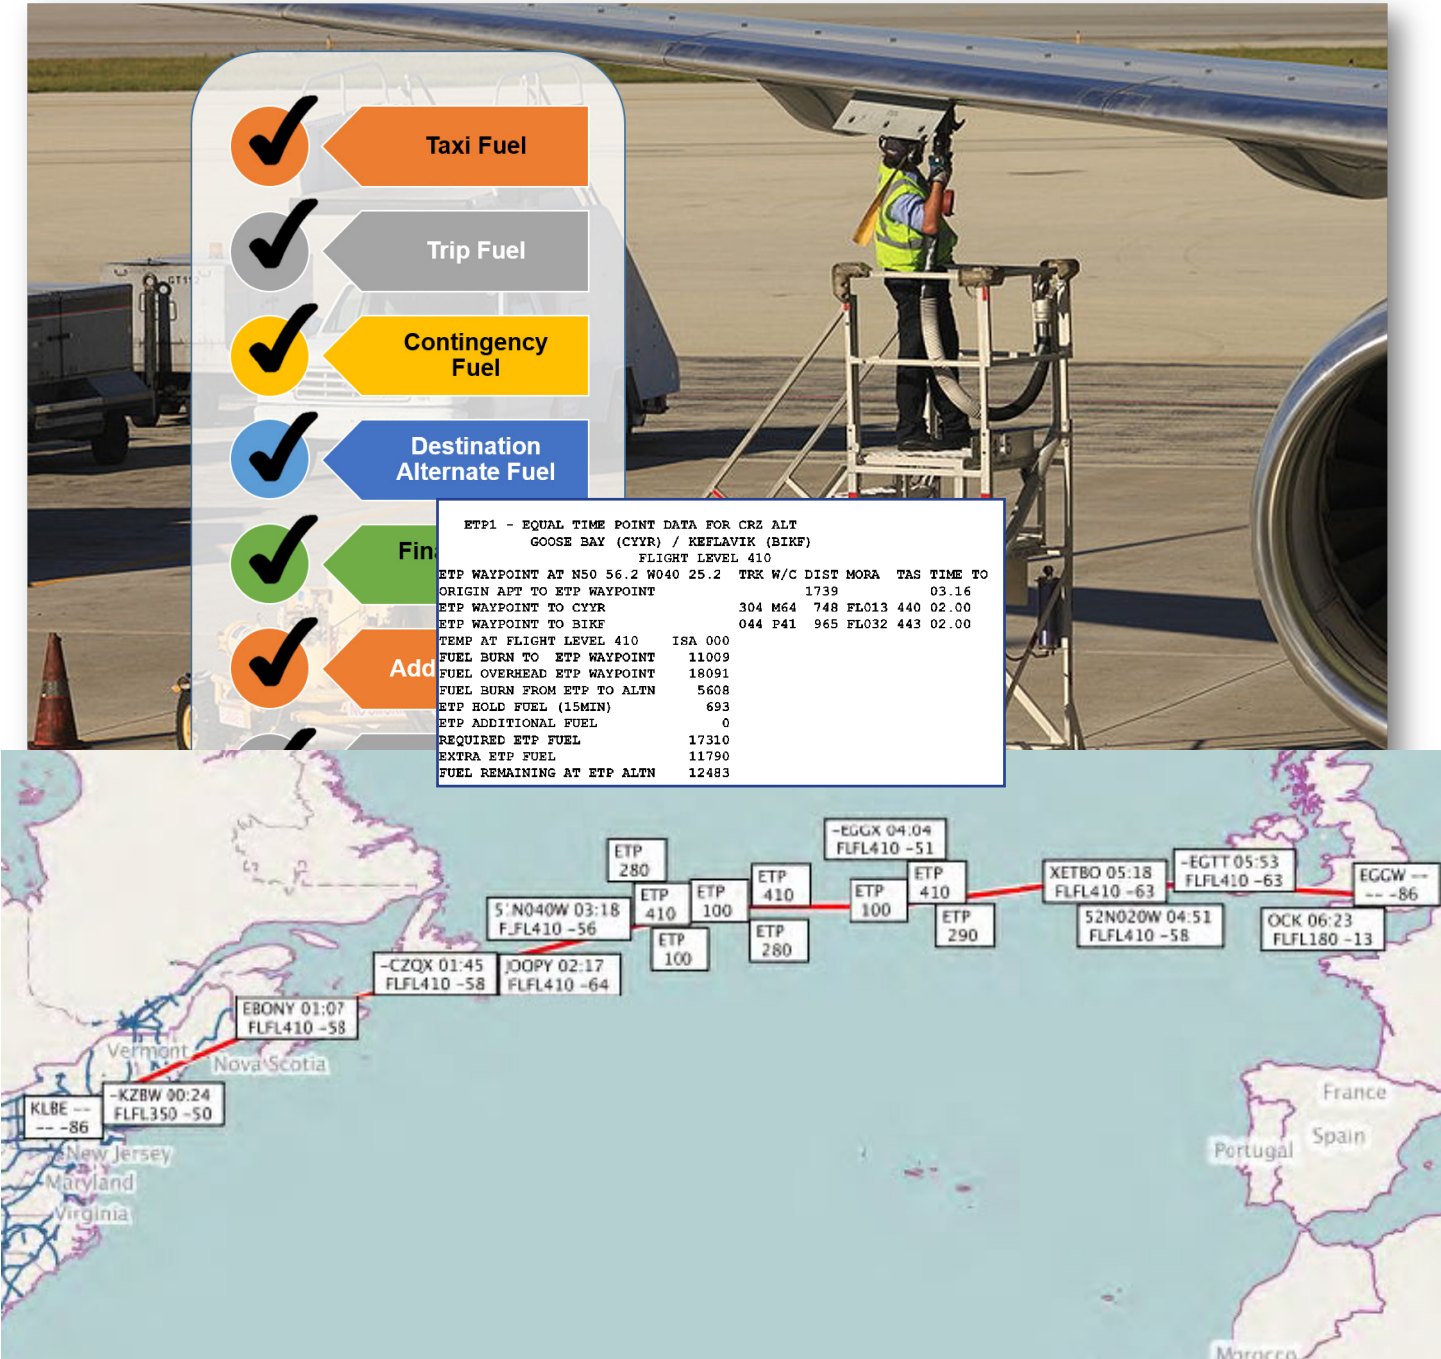 Taxi Fuel
Trip Fuel
Contingency
Fuel
Destination
Alternate Fuel
Fin
Add
ETP1 - EQUAL TIME POINT DATA FOR CRZ ALT
GOOSE BAY (CYYR) / KEFLAVIK (BIKF)
FLIGHT LEVEL 410
ETP WAYPOINT AT N50 56.2 W040 25.2 TRK W/C DIST MORA TAS TIME TO
ORIGIN APT TO ETP WAYPOINT 1739 03.16
ETP WAYPOINT TO CYYR 304 M64 748 FL013 440 02.00
ETP WAYPOINT TO BIKF 044 P41 965 FL032 443 02.00
TEMP AT FLIGHT LEVEL 410 ISA 000
FUEL BURN TO ETP WAYPOINT 11009
FUEL OVERHEAD ETP WAYPOINT 18091
FUEL BURN FROM ETP TO ALTN 5608
ETP HOLD FUEL (15MIN) 693
ETP ADDITIONAL FUEL 0
REQUIRED ETP FUEL 17310
EXTRA ETP FUEL 11790
FUEL REMAINING AT ETP ALTN 12483
-EGGX 04:04
FLFL410 -51
ETP
280
ETP
410
ETP
100
ETP
410
ETP
100
ETP
410
XETBO 05:18
FLFL410 -63
-EGTT 05:53
FLFL410 -63
EGGW --
-- -86
N040W 03:18
FL410 -56
ETP
100
ETP
280
ETP
290
52N020W 04:51
FLFL410 -58
OCK 06:23
FLFL180 -13
-CZQX 01:45
FLFL410 -58
JOOPY 02:17
FLFL410 -64
EBONY 01:07
FLFL410 -58
Vermont
Nova Scotia
-KZBW 00:24
FLFL350 -50
KLBE --
-- -86
New Jersey
Maryland
Virginia
France
Spain
Portugal
Morocco